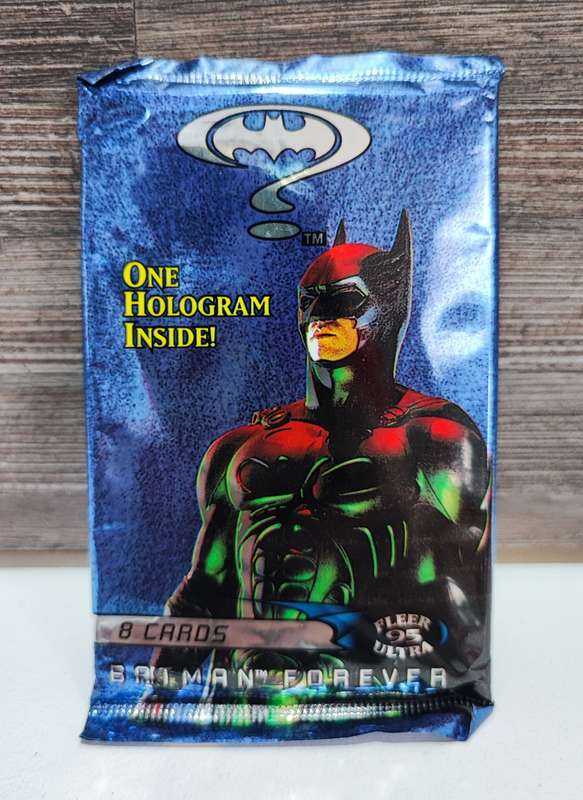 TM
ONE
HOLOGRAM
INSIDE!
8 CARDS
FLEER
95
ULTRA
BATMAN™ FOREVER